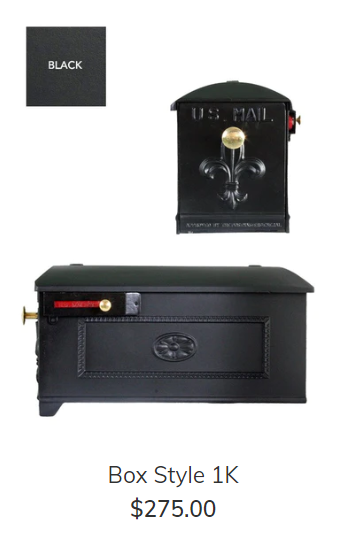 BLACK
U.S. MAIL
Box Style 1K
$275.00